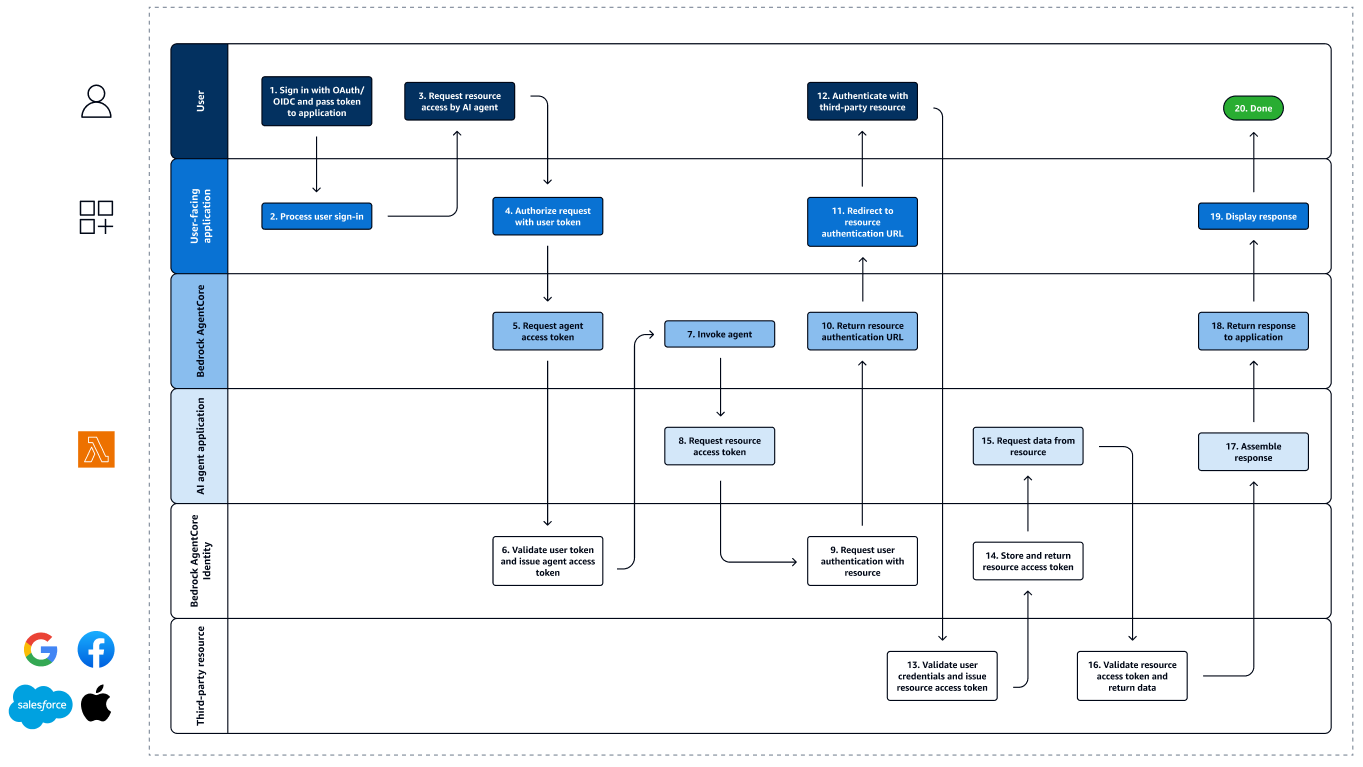 User
1. Sign in with OAuth/
OIDC and pass token
to application
3. Request resource
access by AI agent
12. Authenticate with
third-party resource
20. Done
User-facing
application
2. Process user sign-in
4. Authorize request
with user token
11. Redirect to
resource
authentication URL
19. Display response
Bedrock AgentCore
5. Request agent
access token
7. Invoke agent
10. Return resource
authentication URL
18. Return response
to application
AI agent application
8. Request resource
access token
15. Request data from
resource
17. Assemble
response
Bedrock AgentCore
Identity
6. Validate user token
and issue agent access
token
9. Request user
authentication with
resource
14. Store and return
resource access token
Third-party resource
13. Validate user
credentials and issue
resource access token
16. Validate resource
access token and
return data
salesforce